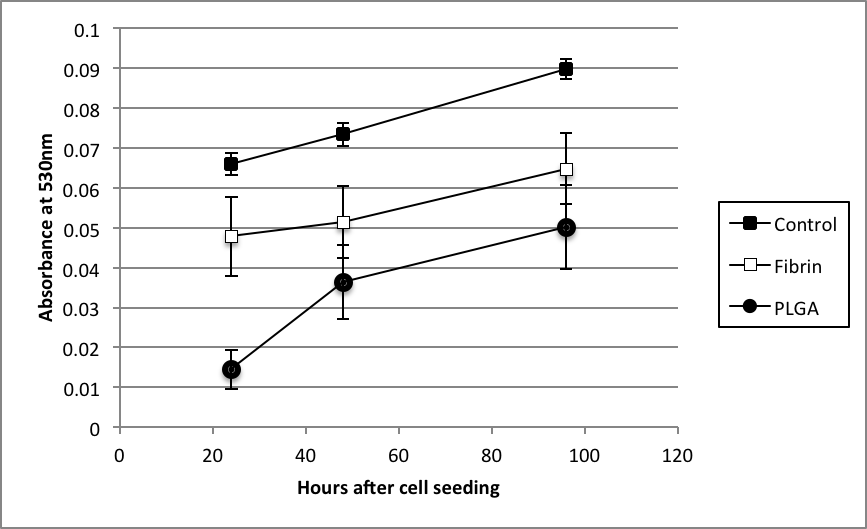 0.1
0.09
0.08
0.07
0.06
0.05
0.04
0.03
0.02
0.01
0
Absorbance at 530nm
0 20 40 60 80 100 120
Hours after cell seeding
Control
Fibrin
PLGA